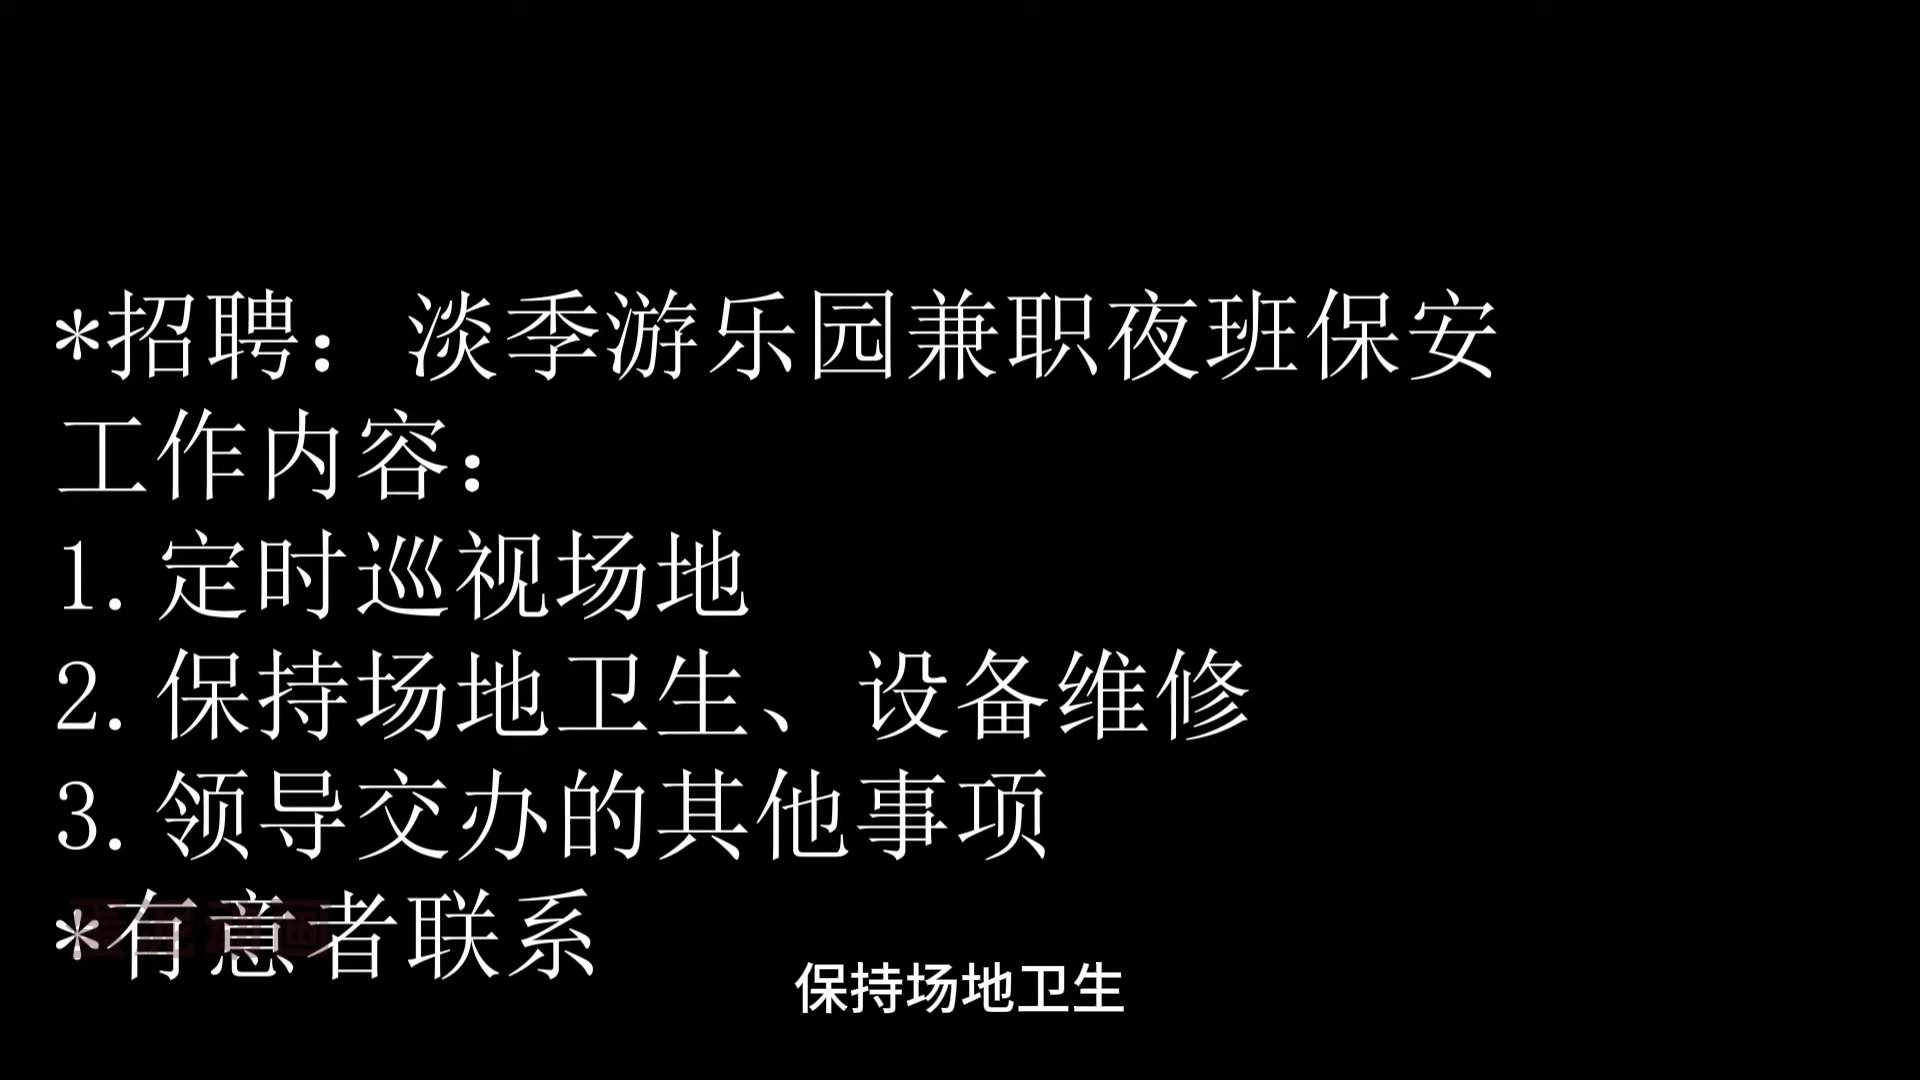 *招聘：淡季游乐园兼职夜班保安
工作内容：
1.定时巡视场地
2.保持场地卫生、设备维修
3.领导交办的其他事项
*有意者联系
保持场地卫生